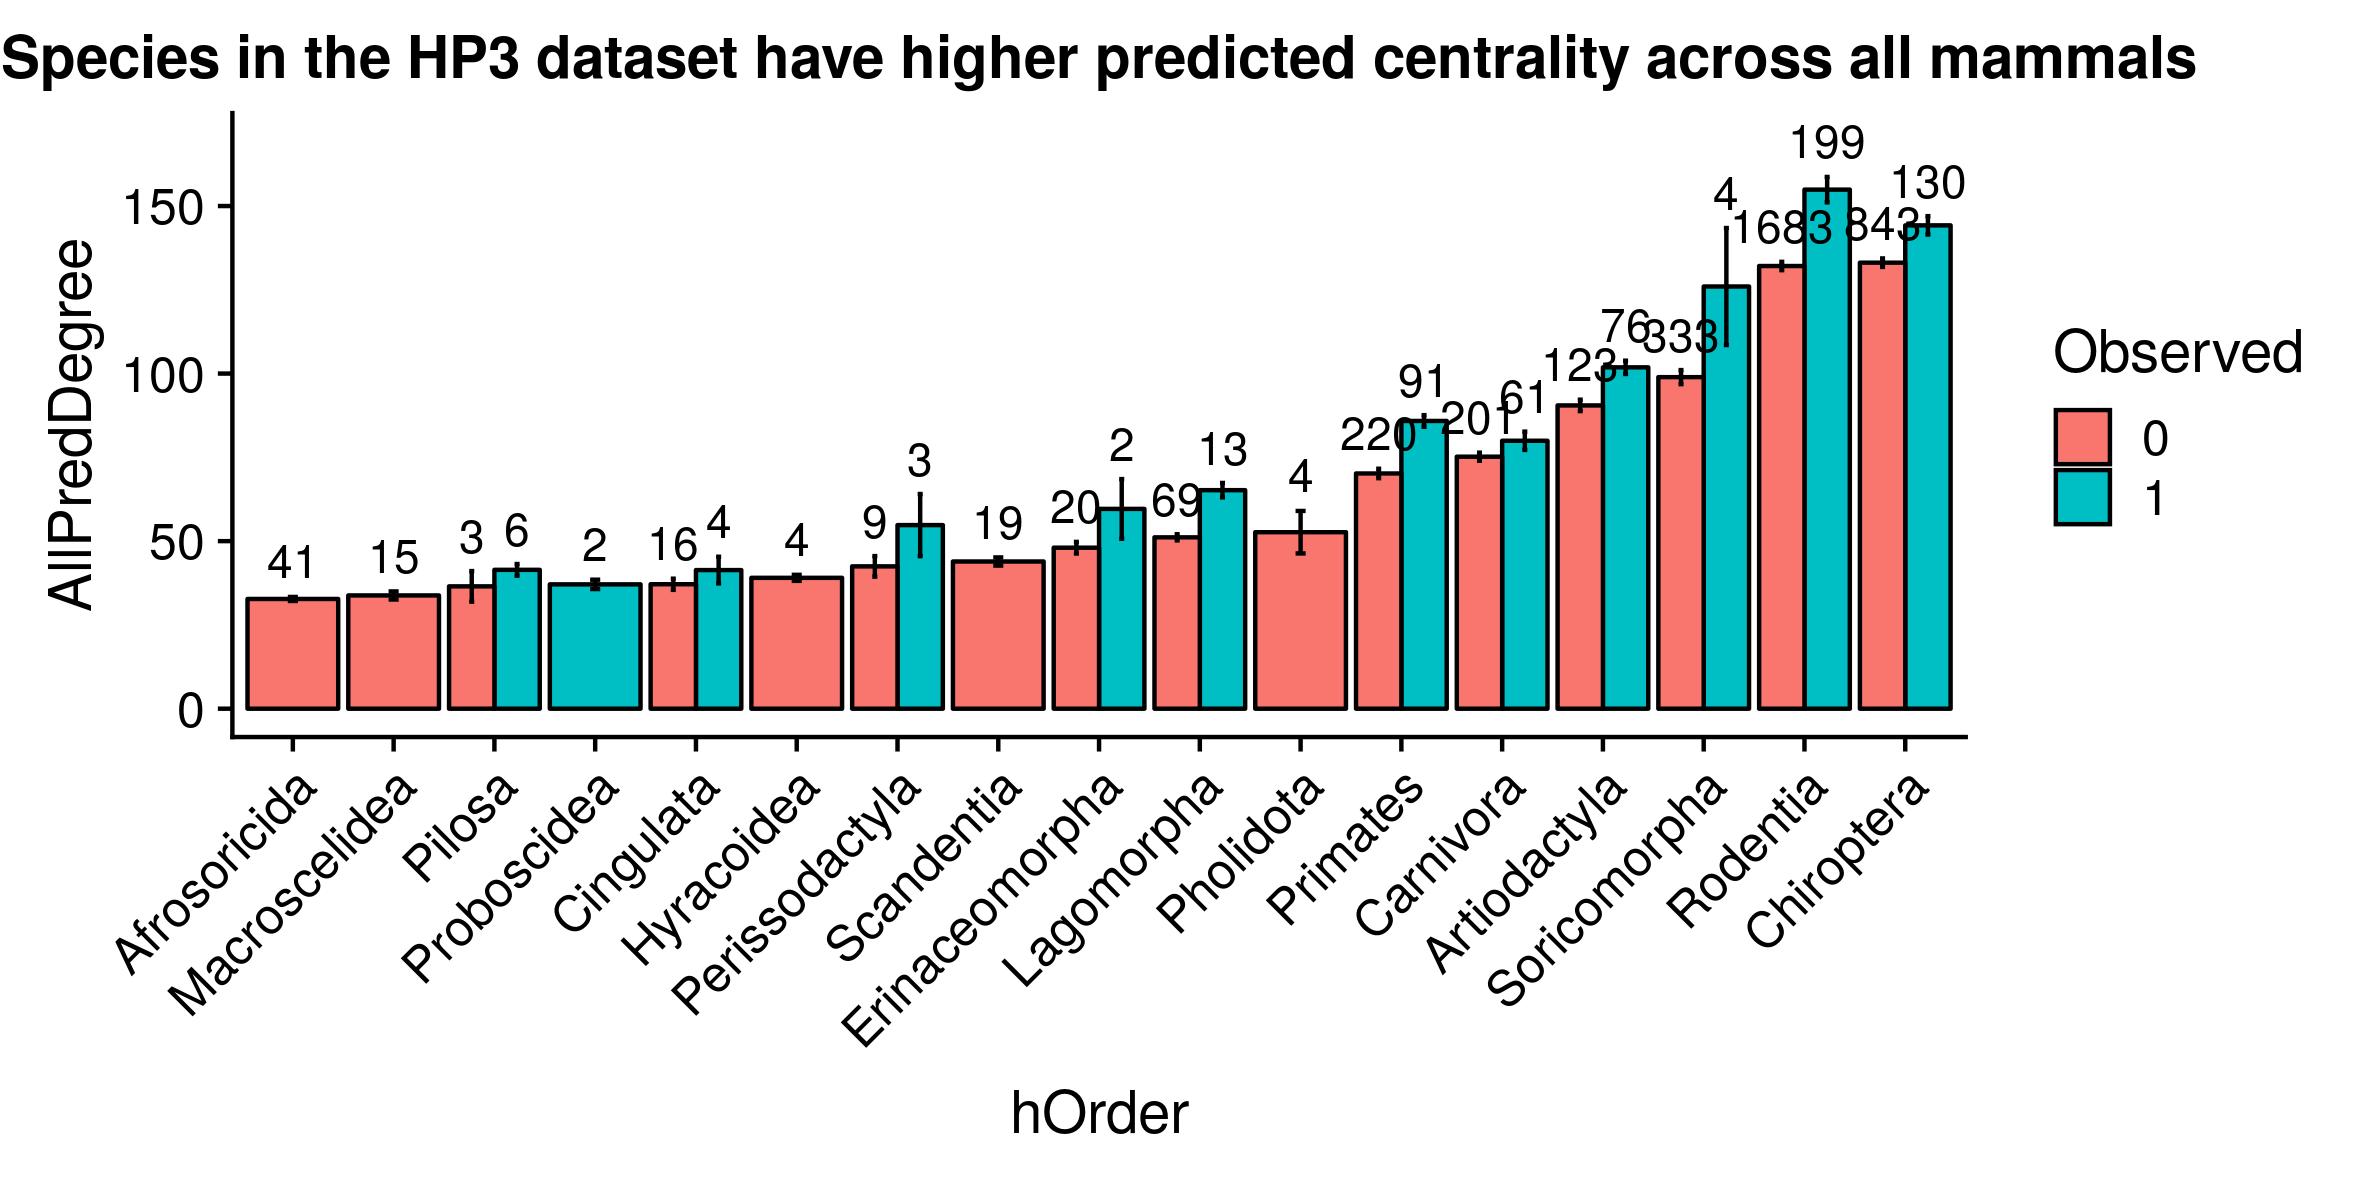 Species in the HP3 dataset have higher predicted centrality across all mammals
AllPredDegree
150
100
50
0
41
15
3
6
2
16
4
4
9
3
19
20
2
69
13
4
220
91
201
61
123
76
333
4
1683
199
843
130
Afrosoricida
Macroscelidea
Pilosa
Proboscidea
Cingulata
Hyracoidea
Perissodactyla
Scandentia
Erinaceomorpha
Lagomorpha
Pholidota
Primates
Carnivora
Artiodactyla
Soricomorpha
Rodentia
Chiroptera
hOrder
Observed
0
1